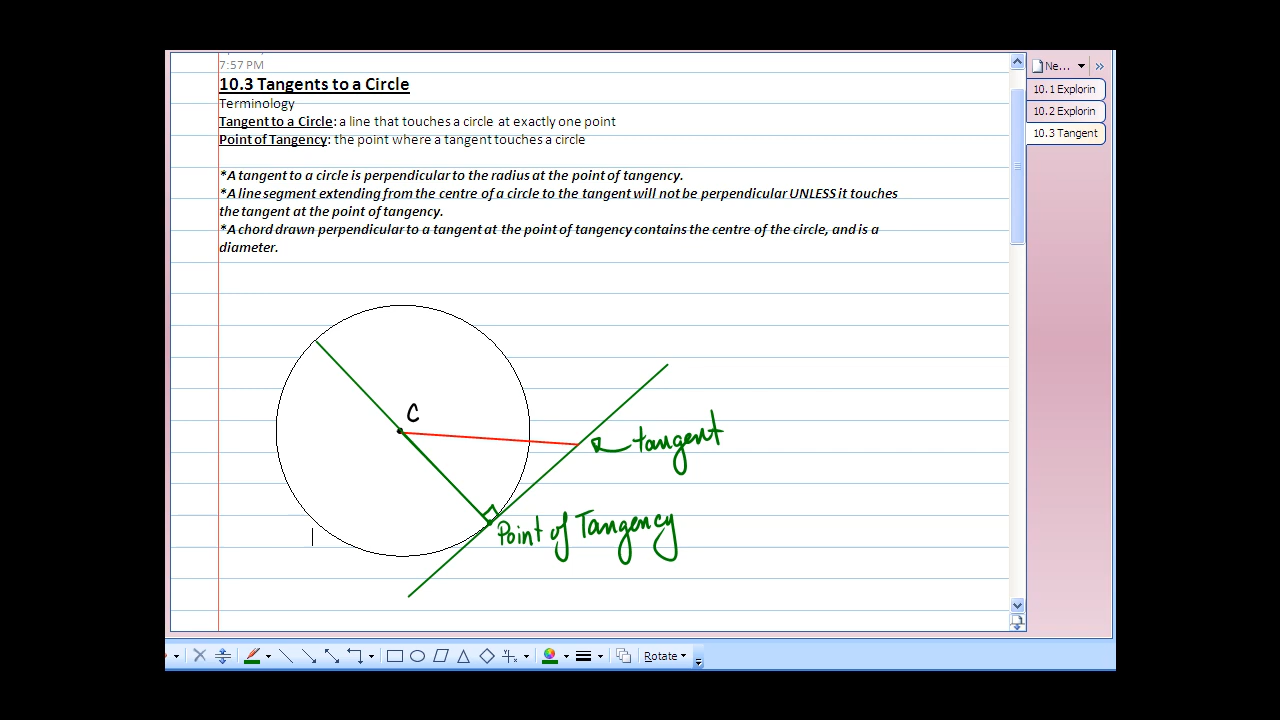 7:57 PM
10.3 Tangents to a Circle
Terminology
Tangent to a Circle: a line that touches a circle at exactly one point
Point of Tangency: the point where a tangent touches a circle
*A tangent to a circle is perpendicular to the radius at the point of tangency.
*A line segment extending from the centre of a circle to the tangent will not be perpendicular UNLESS it touches
the tangent at the point of tangency.
*A chord drawn perpendicular to a tangent at the point of tangency contains the centre of the circle, and is a
diameter.
C
tangent
Point of Tangency
Ne...
10.1 Explorin
10.2 Explorin
10.3 Tangent
Rotate